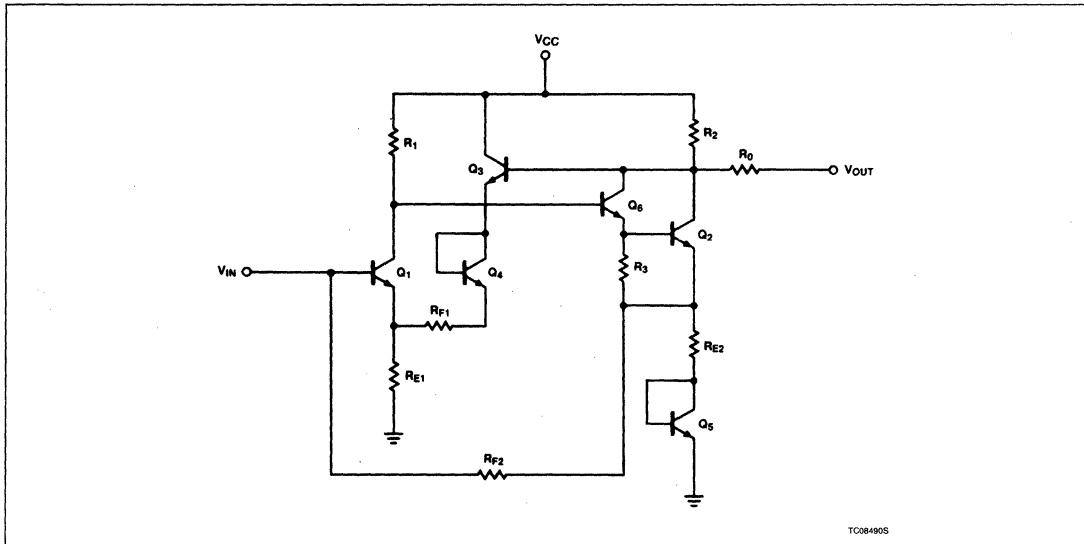 VCC
R1
R2
R0
VOUT
Q3
Q6
Q2
VIN
Q1
Q4
R3
RF1
RE2
RE1
Q5
RF2
TC08490S